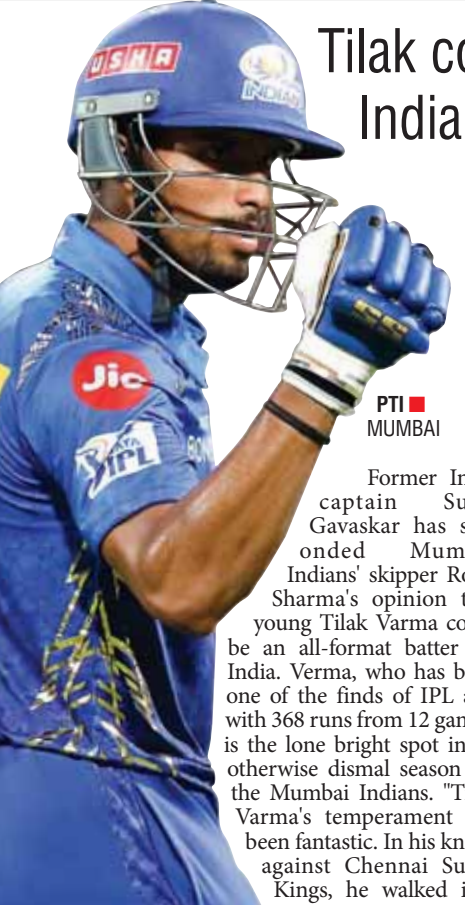 Tilak co
India
USHA
INDIAN
Jio
TATA
IPL
SS
PTI
MUMBAI
Former In
captain Su
Gavaskar has s
onded Mum
Indians' skipper Ro
Sharma's opinion t
young Tilak Varma co
be an all-format batter
India. Verma, who has b
one of the finds of IPL a
with 368 runs from 12 gam
is the lone bright spot in
otherwise dismal season
the Mumbai Indians. "T
Varma's temperament
been fantastic. In his kn
against Chennai Su
Kings, he walked i